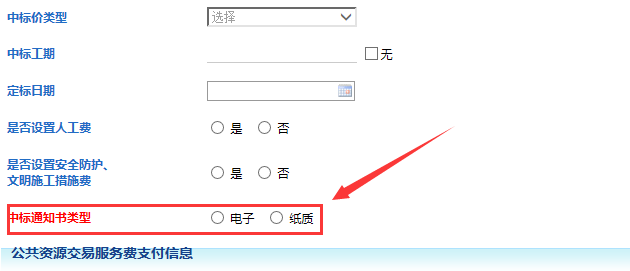 中标价类型 选择
中标工期 无
定标日期
是否设置人工费 是 否
是否设置安全防护、
文明施工措施费 是 否
中标通知书类型 电子 纸质
公共资源交易服务费支付信息